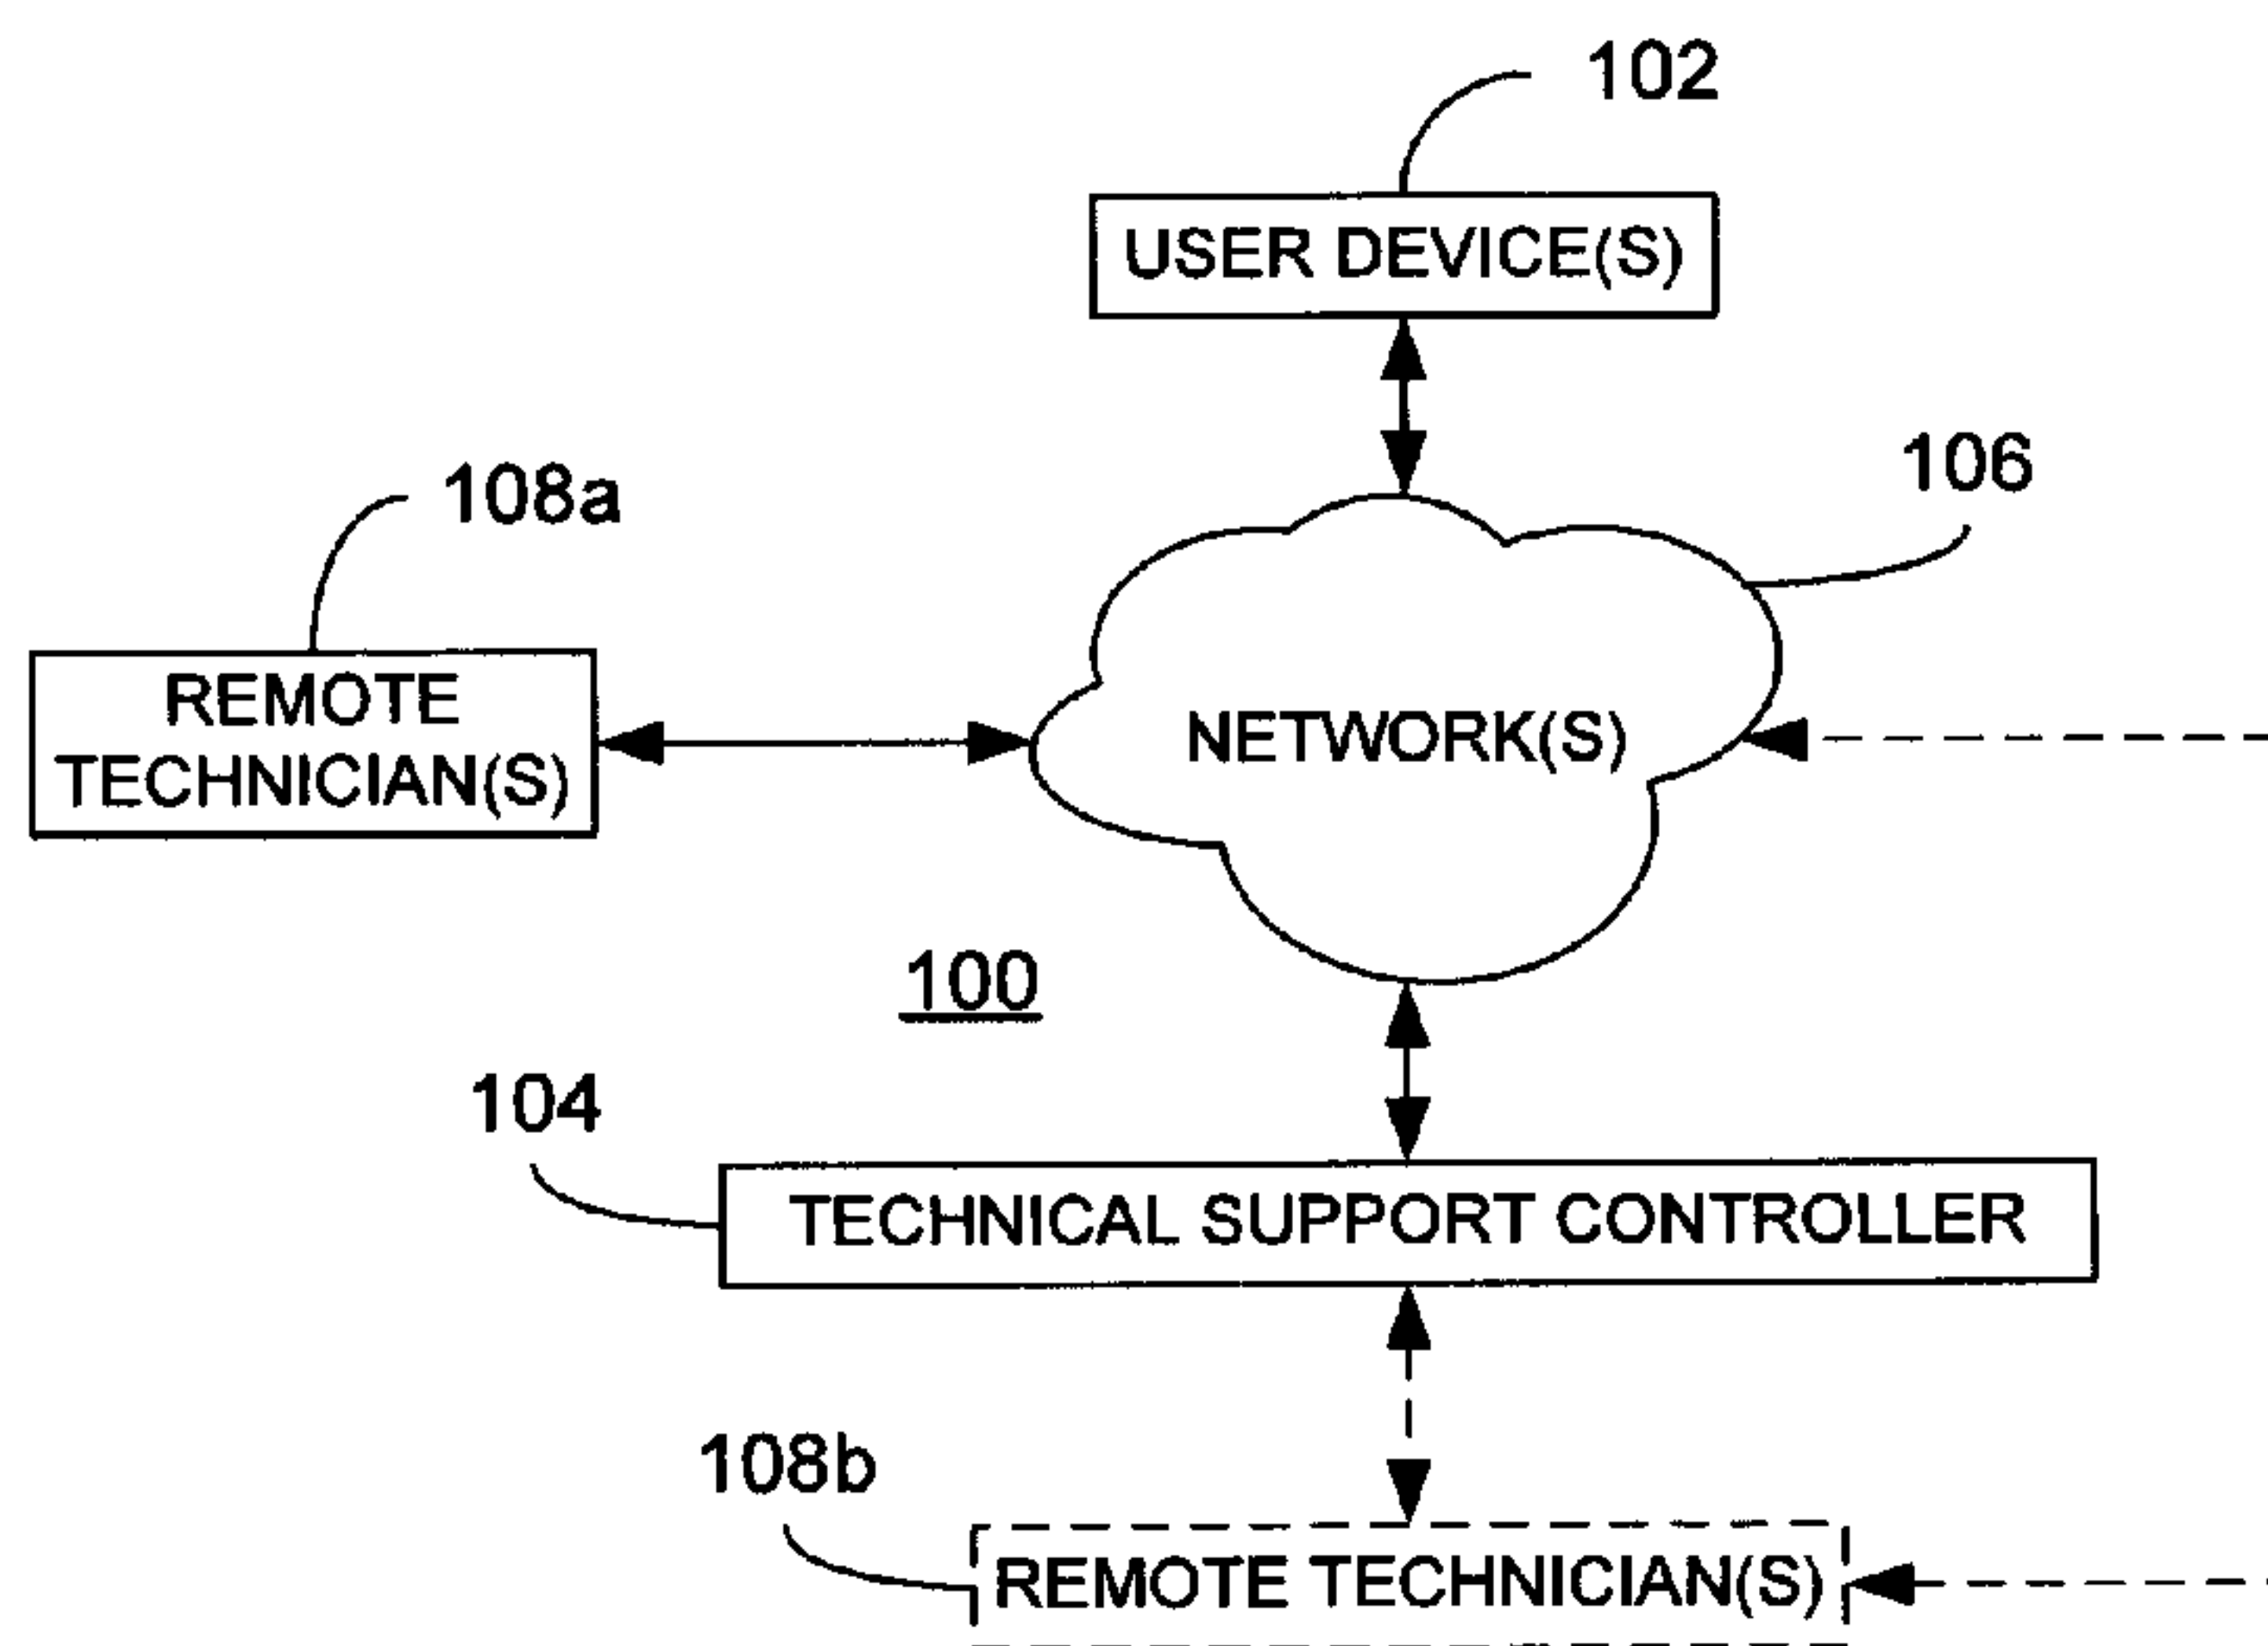 102
USER DEVICE(S)
106
108a
REMOTE
TECHNICIAN(S)
NETWORK(S)
100
104
TECHNICAL SUPPORT CONTROLLER
108b
REMOTE TECHNICIAN(S)